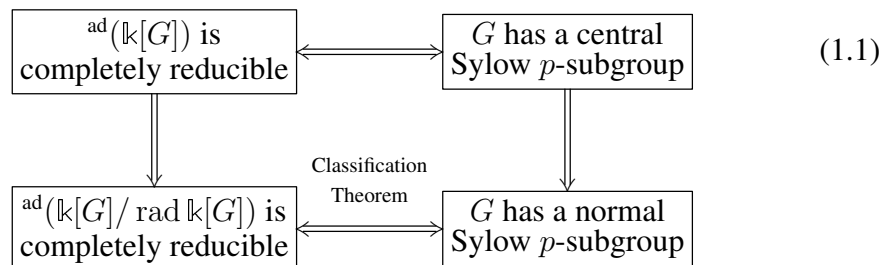 ad(𝕜[G]) is
completely reducible
G has a central
Sylow p-subgroup
(1.1)
Classification
Theorem
ad(𝕜[G]/ rad 𝕜[G]) is
completely reducible
G has a normal
Sylow p-subgroup